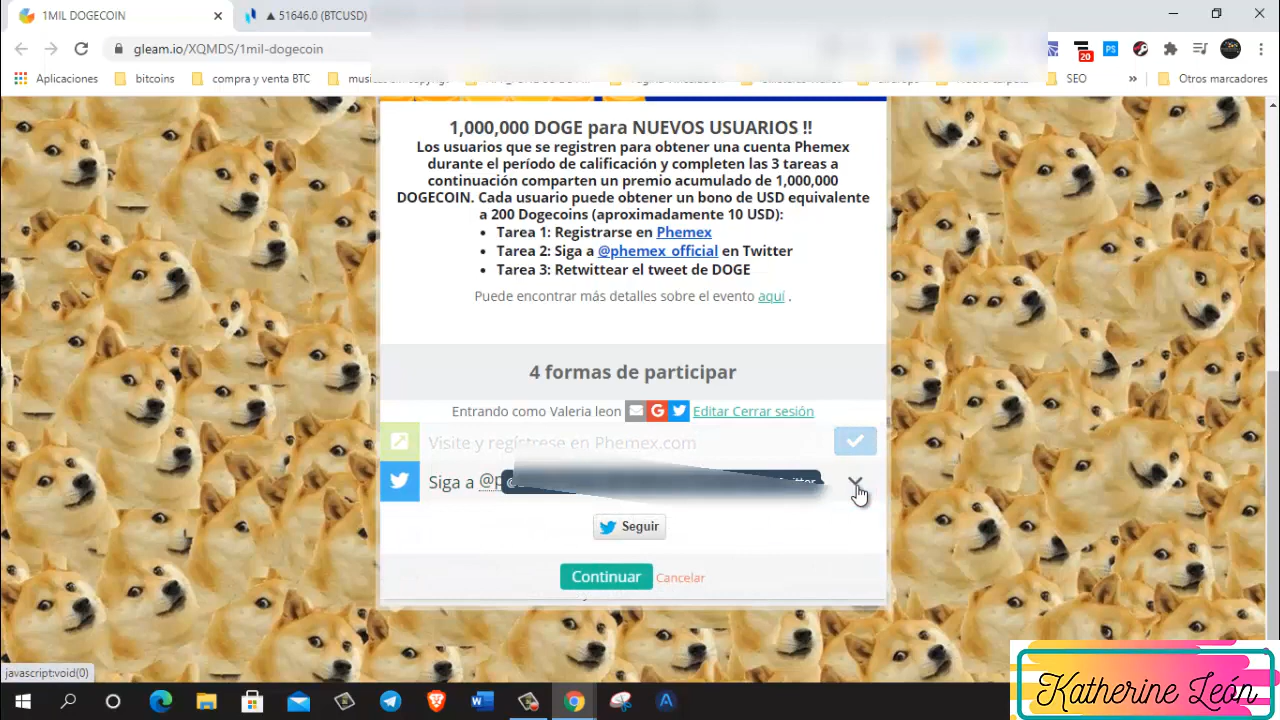 1MIL DOGECOIN
▲ 51646.0 (BTCUSD)
gleam.io/XQMDS/1mil-dogecoin
20
PS
Aplicaciones
bitcoins
compra y venta BTC
SEO
»
Otros marcadores
1,000,000 DOGE para NUEVOS USUARIOS !!
Los usuarios que se registren para obtener una cuenta Phemex
durante el período de calificación y completen las 3 tareas a
continuación comparten un premio acumulado de 1,000,000
DOGECOIN. Cada usuario puede obtener un bono de USD equivalente
a 200 Dogecoins (aproximadamente 10 USD):
• Tarea 1: Registrarse en Phemex
• Tarea 2: Siga a @phemex_official en Twitter
• Tarea 3: Retwittear el tweet de DOGE
Puede encontrar más detalles sobre el evento aquí .
4 formas de participar
Entrando como Valeria leon
Editar Cerrar sesión
Visite y regístrese en Phemex.com
Siga a
Seguir
Continuar Cancelar
javascript:void(0)
Katherine León